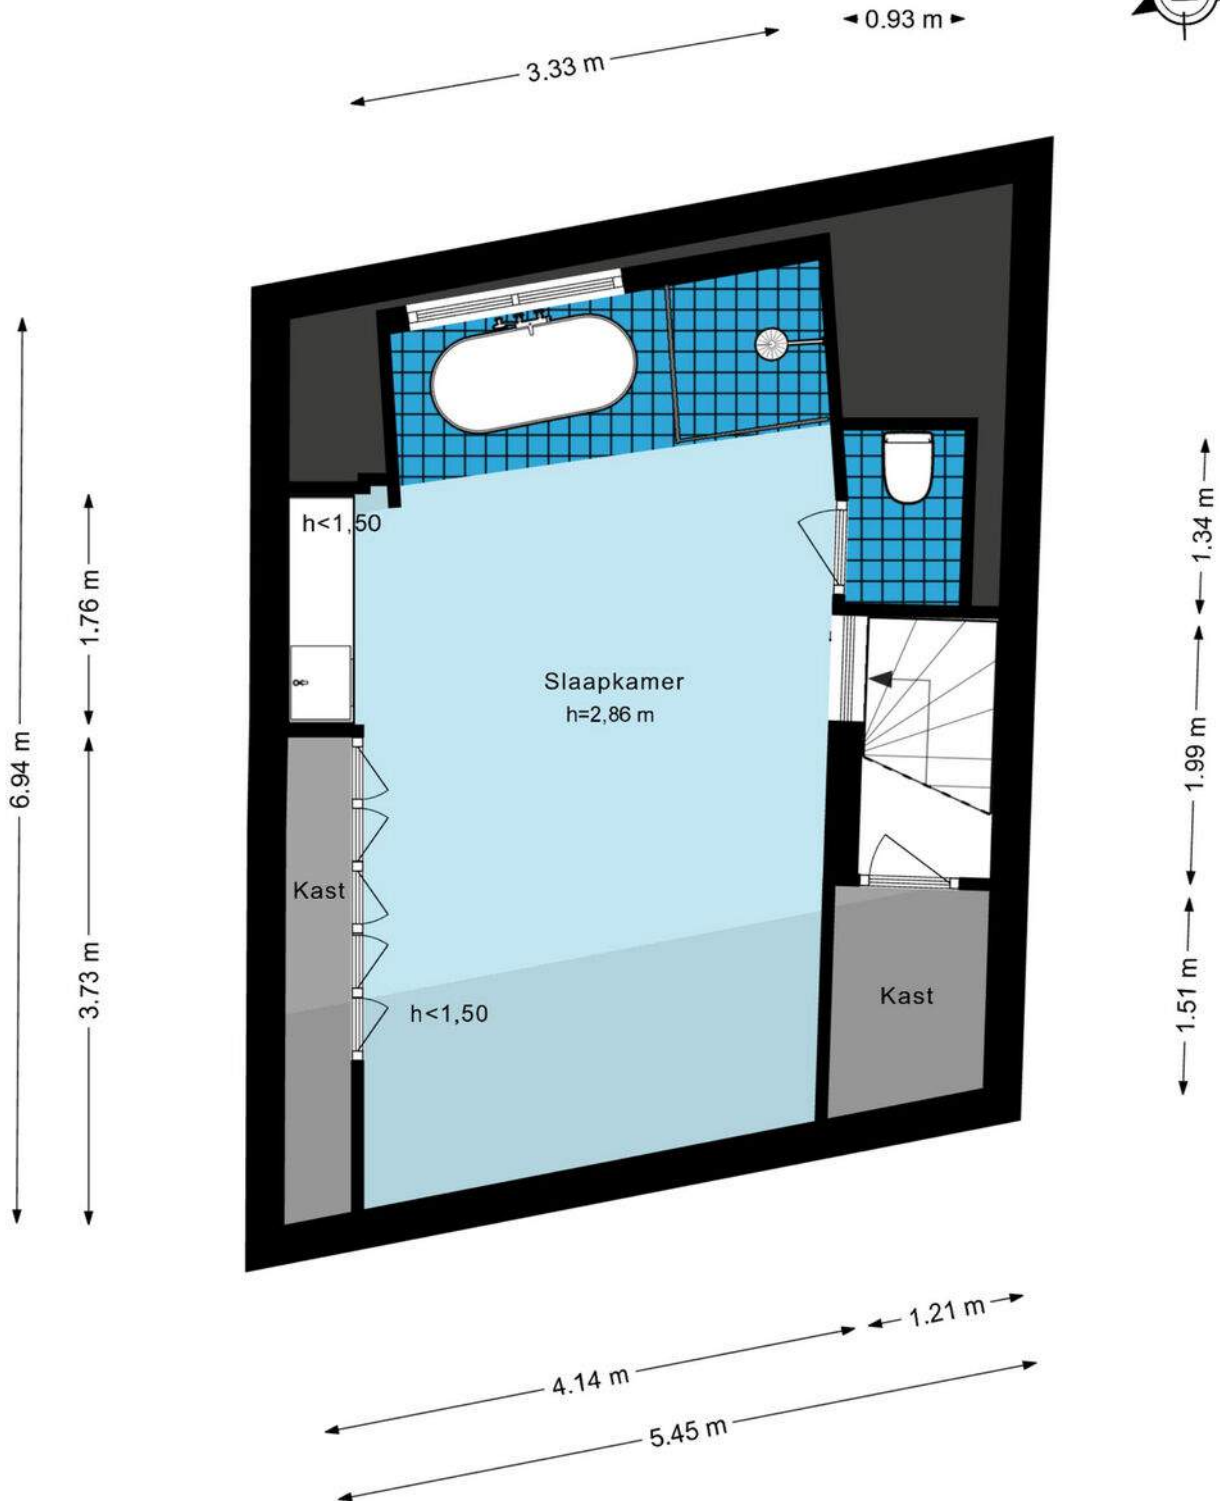 0.93 m
3.33 m
h<1,50
1.34 m
1.76 m
Slaapkamer
h=2,86 m
6.94 m
1.99 m
Kast
3.73 m
Kast
1.51 m
h<1,50
1.21 m
4.14 m
5.45 m